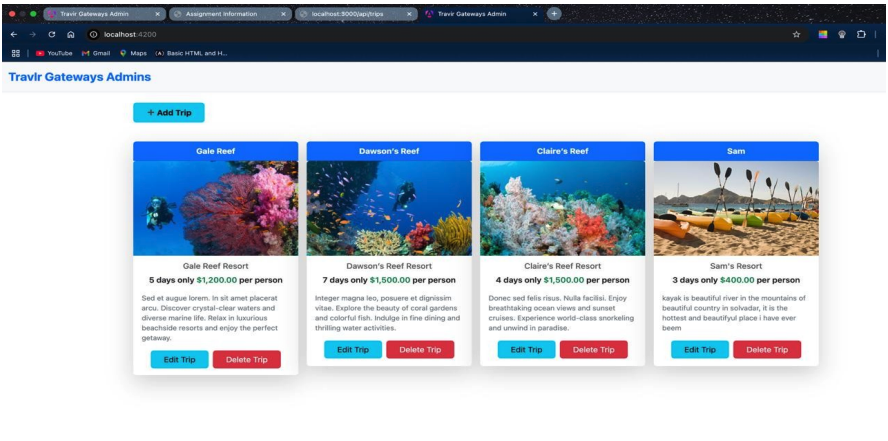 Travlr Gateways Admin
Assignment Information
localhost:3000/api/trips
Travlr Gateways Admin
localhost:4200
YouTube
Gmail
Maps
Basic HTML and H...
Travlr Gateways Admins
+ Add Trip
Gale Reef
Gale Reef Resort
5 days only $1,200.00 per person
Sed et augue lorem. In sit amet placerat
arcu. Discover crystal-clear waters and
diverse marine life. Relax in luxurious
beachside resorts and enjoy the perfect
getaway.
Edit Trip
Delete Trip
Dawson's Reef
Dawson's Reef Resort
7 days only $1,500.00 per person
Integer magna leo, posuere et dignissim
vitae. Explore the beauty of coral gardens
and colorful fish. Indulge in fine dining and
thrilling water activities.
Edit Trip
Delete Trip
Claire's Reef
Claire's Reef Resort
4 days only $1,500.00 per person
Donec sed felis risus. Nulla facilisi. Enjoy
breathtaking ocean views and sunset
cruises. Experience world-class snorkeling
and unwind in paradise.
Edit Trip
Delete Trip
Sam
Sam's Resort
3 days only $400.00 per person
kayak is beautiful river in the mountains of
beautiful country in solvadar, it is the
hottest and beautifyul place i have ever
beem
Edit Trip
Delete Trip